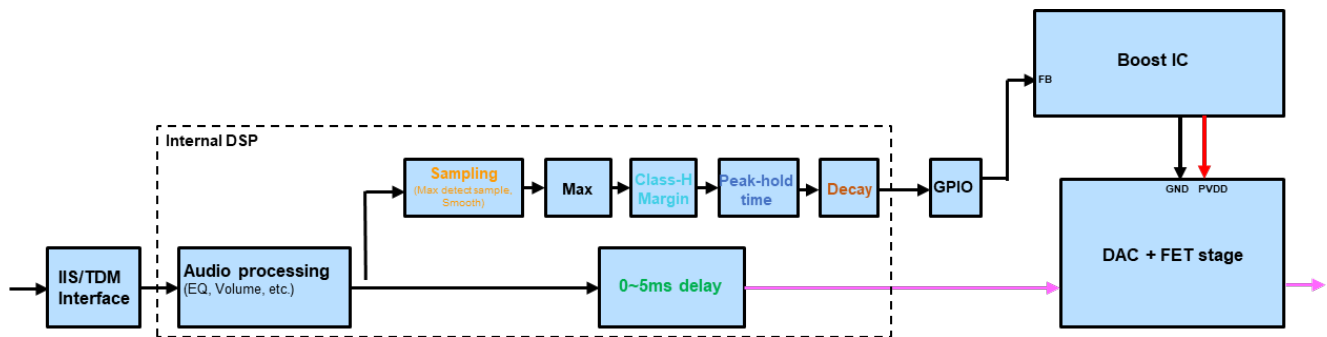 Boost IC
FB
Internal DSP
Sampling
(Max detect sample,
Smooth)
Max
Class-H
Margin
Peak-hold
time
Decay
GPIO
GND
PVDD
IIS/TDM
Interface
Audio processing
(EQ, Volume, etc.)
0~5ms delay
DAC + FET stage